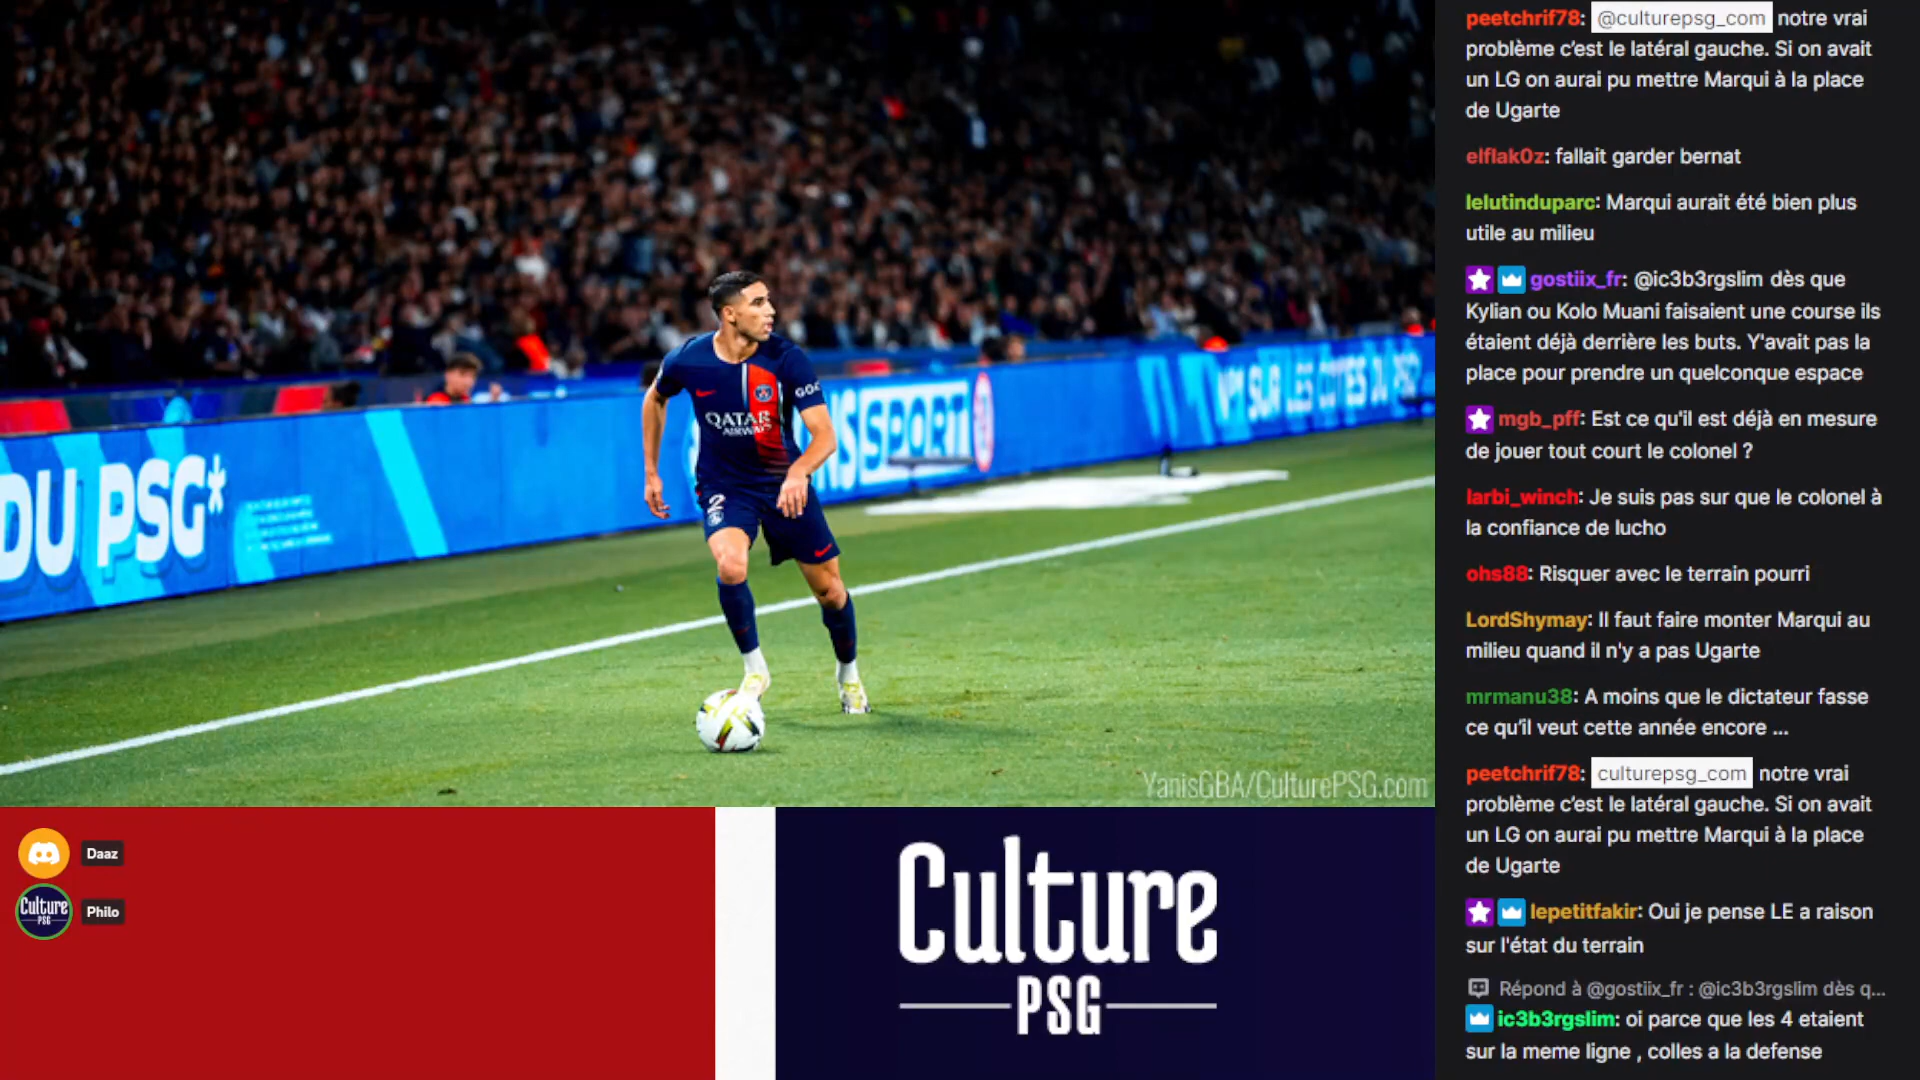 DU PSG*
GOA
QATAR
AIRWAYS
2
NS
SPORT
N°1 SUR LES COTES DU PSG*
YanisGBA/CulturePSG.com
Daaz
Culture
PSG
Philo
Culture
PSG
peetchrif78: @culturepsg_com notre vrai
problème c'est le latéral gauche. Si on avait
un LG on aurai pu mettre Marqui à la place
de Ugarte
elflak0z: fallait garder bernat
lelutinduparc: Marqui aurait été bien plus
utile au milieu
gostiix_fr: @ic3b3rgslim dès que
Kylian ou Kolo Muani faisaient une course ils
étaient déjà derrière les buts. Y'avait pas la
place pour prendre un quelconque espace
mgb_pff: Est ce qu'il est déjà en mesure
de jouer tout court le colonel ?
larbi_winch: Je suis pas sur que le colonel à
la confiance de lucho
ohs88: Risquer avec le terrain pourri
LordShymay: Il faut faire monter Marqui au
milieu quand il n'y a pas Ugarte
mrmanu38: A moins que le dictateur fasse
ce qu'il veut cette année encore ...
peetchrif78: culturepsg_com notre vrai
problème c'est le latéral gauche. Si on avait
un LG on aurai pu mettre Marqui à la place
de Ugarte
lepetitfakir: Oui je pense LE a raison
sur l'état du terrain
Répond à @gostiix_fr : @ic3b3rgslim dès q...
ic3b3rgslim: oi parce que les 4 etaient
sur la meme ligne , colles a la defense